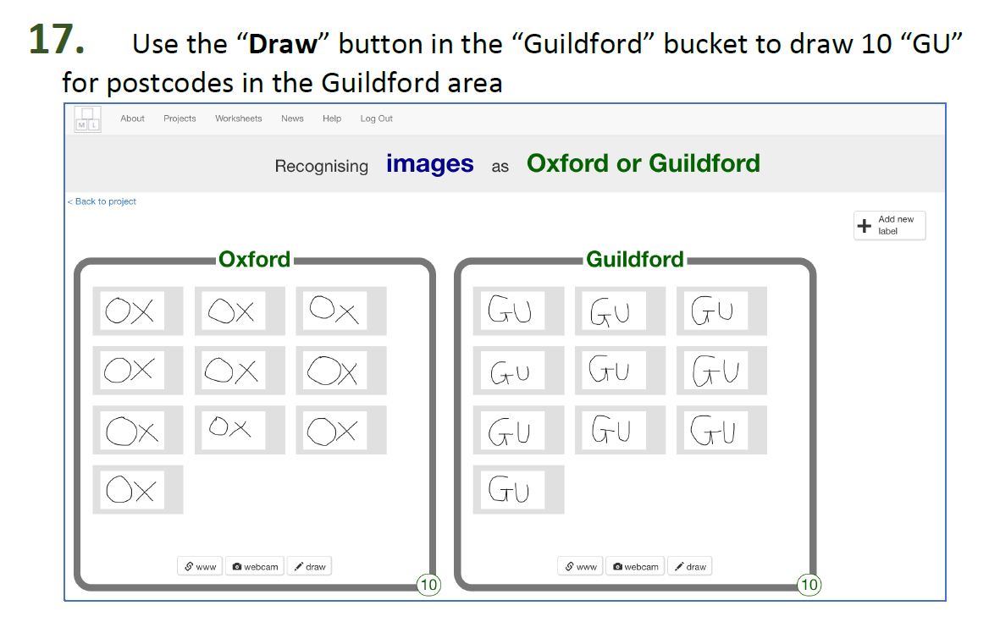 17. Use the “Draw” button in the “Guildford” bucket to draw 10 “GU”
for postcodes in the Guildford area
M L About Projects Worksheets News Help Log Out
Recognising images as Oxford or Guildford
< Back to project
+ Add new
label
Oxford Guildford
OX OX OX GU GU GU
OX OX OX GU GU GU
OX OX OX GU GU GU
OX GU
www webcam draw www webcam draw
10 10